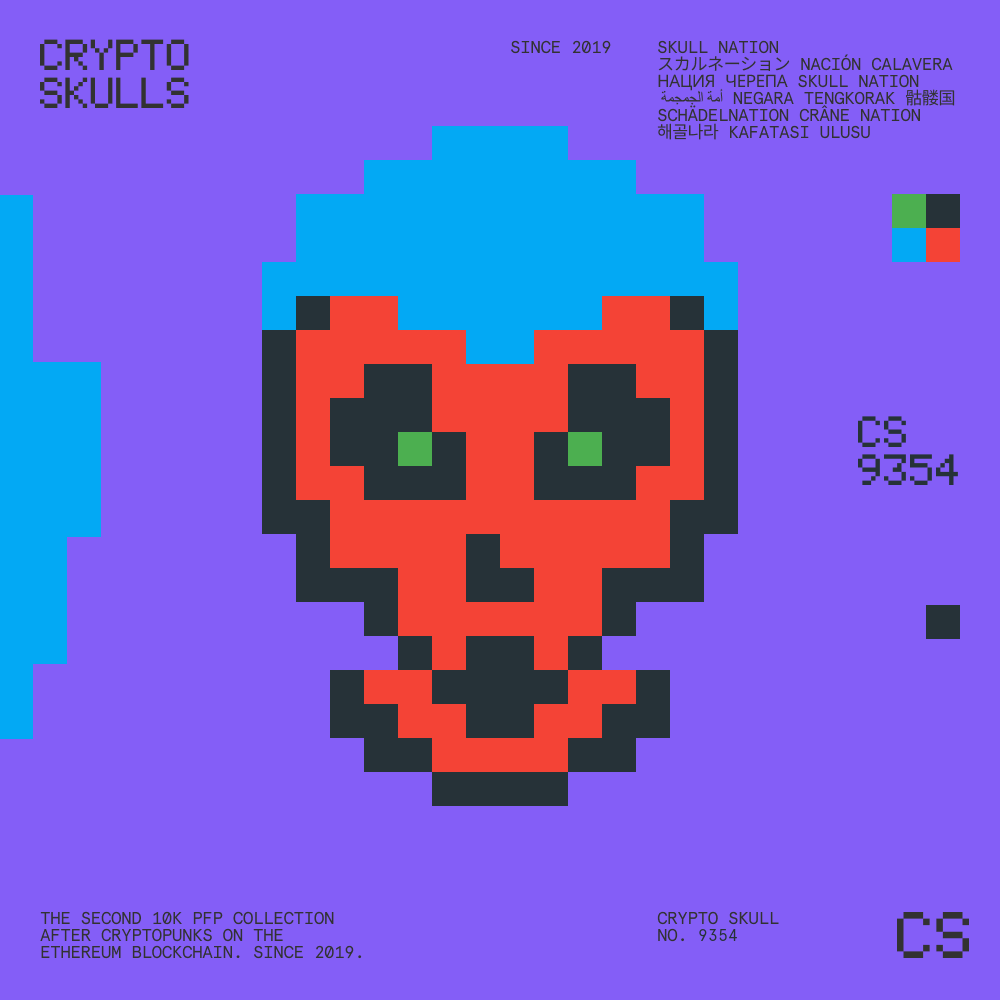 CRYPTO
SKULLS
SINCE 2019
SKULL NATION
スカルネーション NACIÓN CALAVERA
НАЦИЯ ЧЕРЕПА SKULL NATION
أمة الجمجمة NEGARA TENGKORAK 骷髅国
SCHÄDELNATION CRÂNE NATION
해골나라 KAFATASI ULUSU
CS
9354
THE SECOND 10K PFP COLLECTION
AFTER CRYPTOPUNKS ON THE
ETHEREUM BLOCKCHAIN. SINCE 2019.
CRYPTO SKULL
NO. 9354
CS